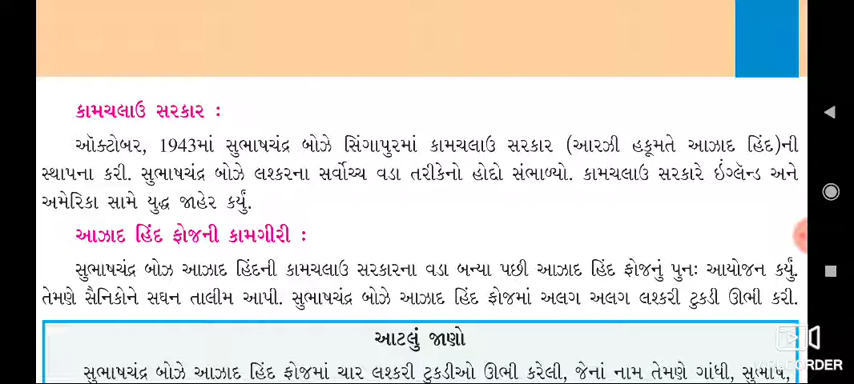 કામચલાઉ સરકાર :
ઑક્ટોબર, 1943માં સુભાષચંદ્ર બોઝે સિંગાપુરમાં કામચલાઉ સરકાર (આરઝી હકૂમતે આઝાદ હિંદ)ની
સ્થાપના કરી. સુભાષચંદ્ર બોઝે લશ્કરના સર્વોચ્ચ વડા તરીકેનો હોદ્દો સંભાળ્યો. કામચલાઉ સરકારે ઇંગ્લૅન્ડ અને
અમેરિકા સામે યુદ્ધ જાહેર કર્યું.
આઝાદ હિંદ ફોજની કામગીરી :
સુભાષચંદ્ર બોઝ આઝાદ હિંદની કામચલાઉ સરકારના વડા બન્યા પછી આઝાદ હિંદ ફોજનું પુનઃ આયોજન કર્યું.
તેમણે સૈનિકોને સઘન તાલીમ આપી. સુભાષચંદ્ર બોઝે આઝાદ હિંદ ફોજમાં અલગ અલગ લશ્કરી ટુકડી ઊભી કરી.
આટલું જાણો
સુભાષચંદ્ર બોઝે આઝાદ હિંદ ફોજમાં ચાર લશ્કરી ટુકડીઓ ઊભી કરેલી, જેનાં નામ તેમણે ગાંધી, સુભાષ,